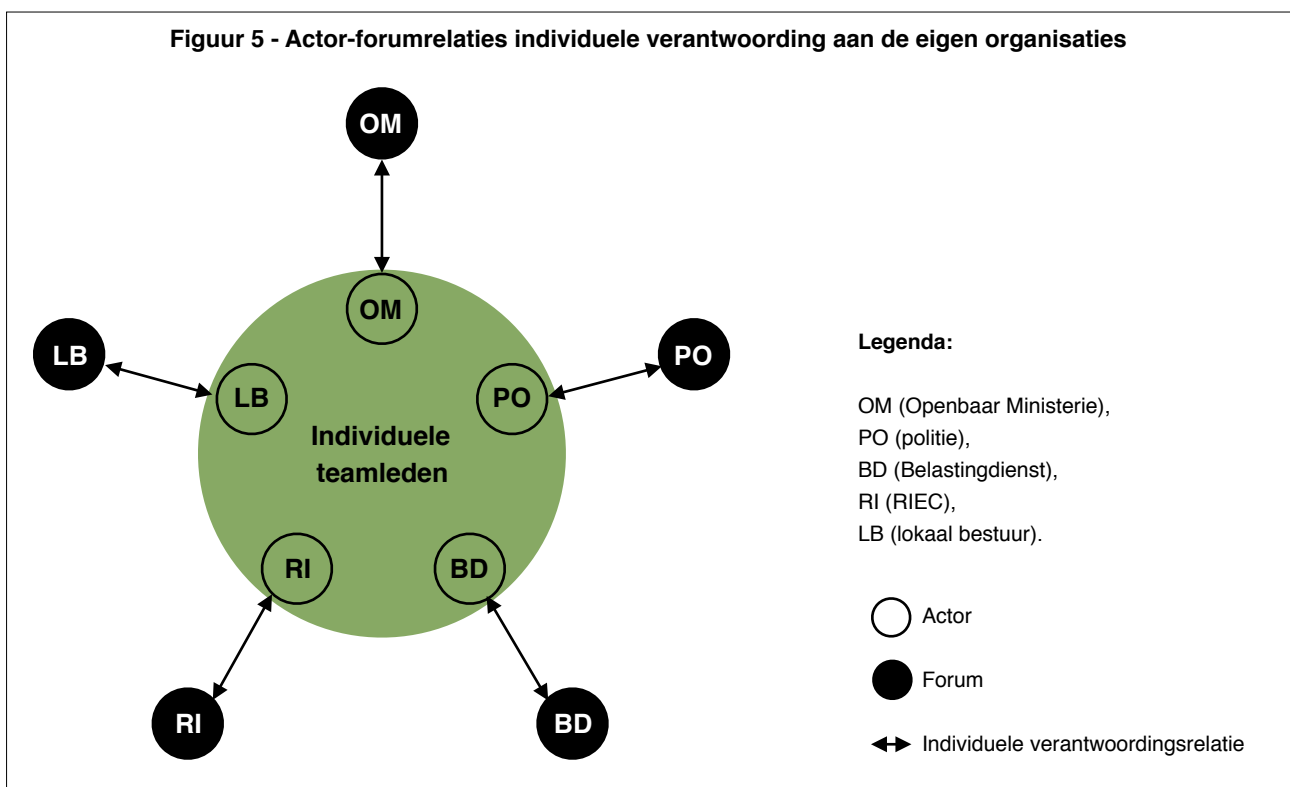 Figuur 5 - Actor-forumrelaties individuele verantwoording aan de eigen organisaties
OM
OM
LB
PO
LB
PO
Individuele
teamleden
RI
BD
RI
BD
Legenda:
OM (Openbaar Ministerie),
PO (politie),
BD (Belastingdienst),
RI (RIEC),
LB (lokaal bestuur).
Actor
Forum
Individuele verantwoordingsrelatie